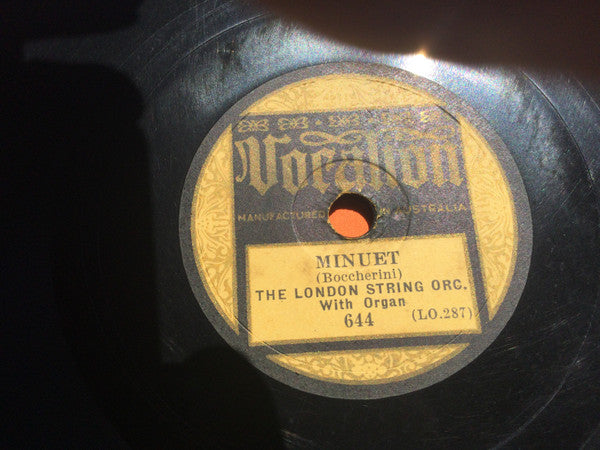 Vocalion
MANUFACTURED AUSTRALIA
MINUET
(Boccherini)
THE LONDON STRING ORC.
With Organ
644 (LO.287)